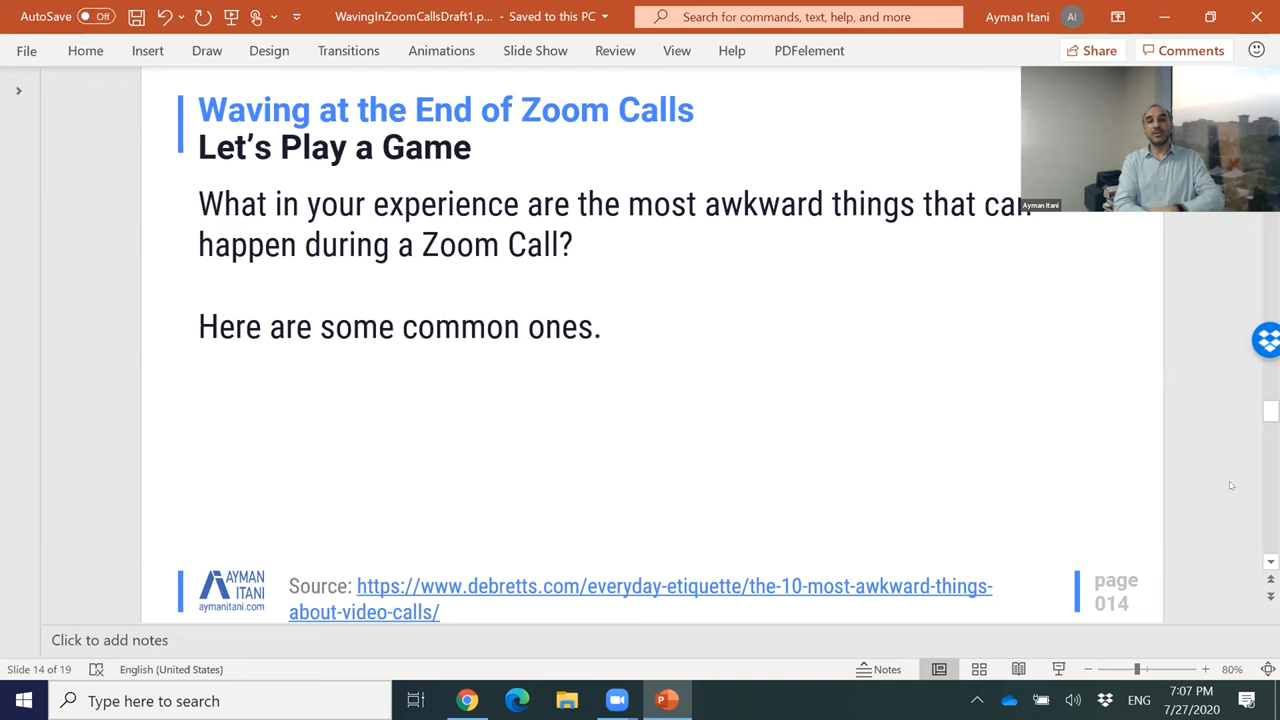 AutoSave Off WavingInZoomCallsDraft1.p... - Saved to this PC Search for commands, text, help, and more Ayman Itani AI
File Home Insert Draw Design Transitions Animations Slide Show Review View Help PDFelement Share Comments
Waving at the End of Zoom Calls
Let's Play a Game
What in your experience are the most awkward things that can
happen during a Zoom Call?
Here are some common ones.
Ayman Itani
AYMAN
ITANI
aymanitani.com
Source: https://www.debretts.com/everyday-etiquette/the-10-most-awkward-things-
about-video-calls/
page
014
Click to add notes
Slide 14 of 19 English (United States) Notes 80%
Type here to search ENG 7:07 PM
7/27/2020